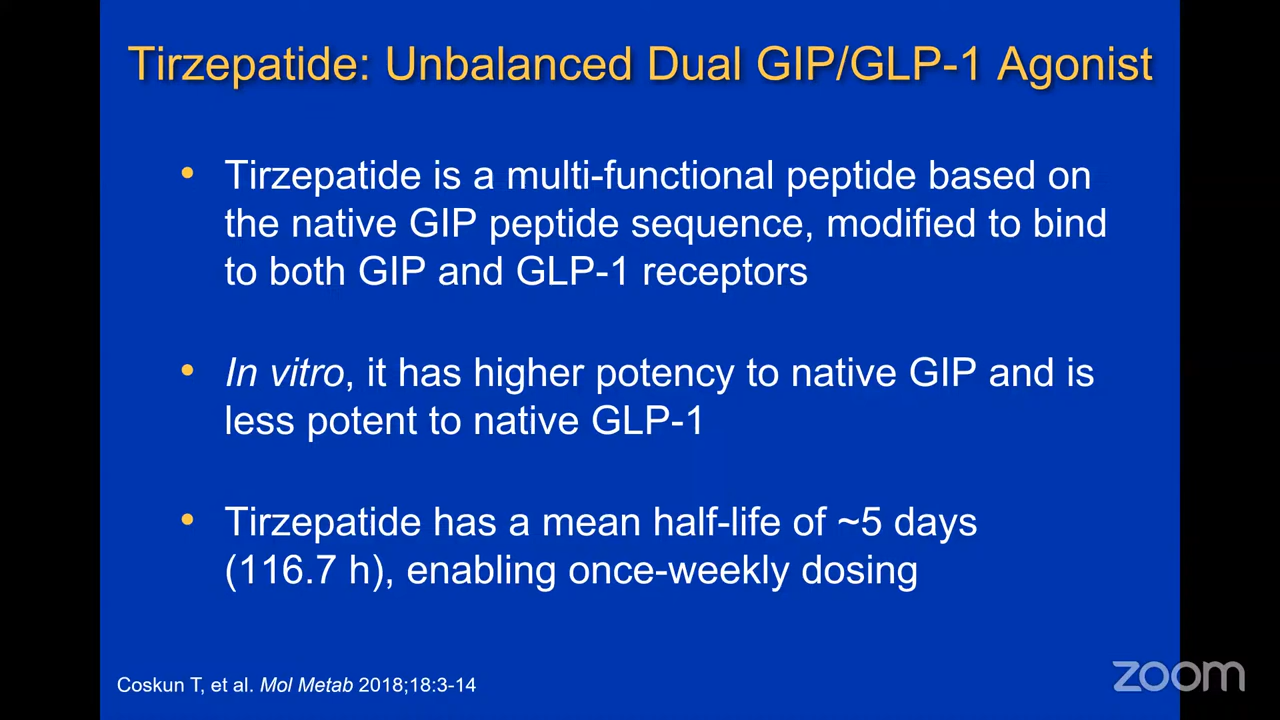 Tirzepatide: Unbalanced Dual GIP/GLP-1 Agonist
• Tirzepatide is a multi-functional peptide based on
the native GIP peptide sequence, modified to bind
to both GIP and GLP-1 receptors
• In vitro, it has higher potency to native GIP and is
less potent to native GLP-1
• Tirzepatide has a mean half-life of ~5 days
(116.7 h), enabling once-weekly dosing
Coskun T, et al. Mol Metab 2018;18:3-14
zoom